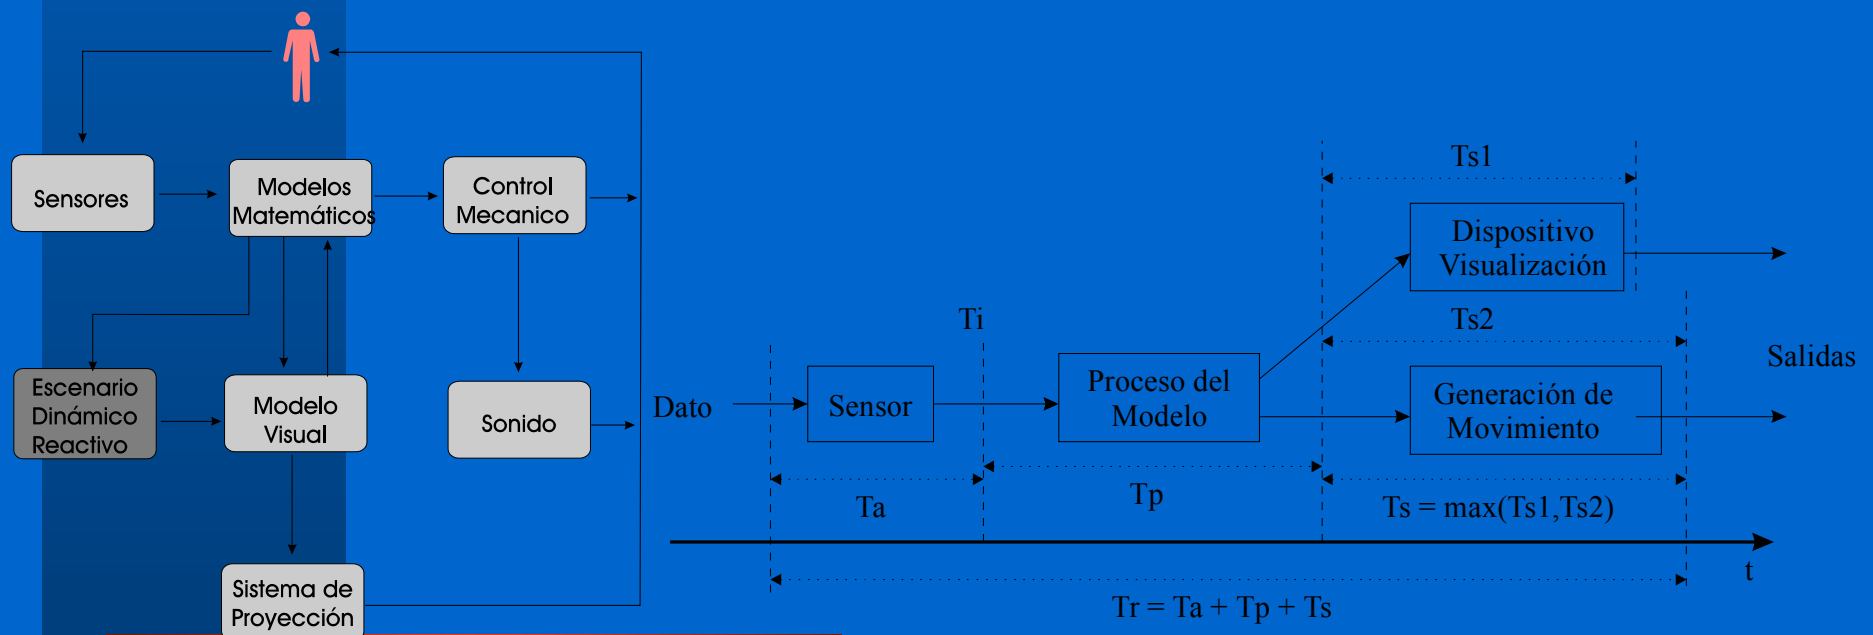 Sensores
Modelos
Matemáticos
Control
Mecanico
Escenario
Dinámico
Reactivo
Modelo
Visual
Sonido
Sistema de
Proyección
Dato
Sensor
Ti
Proceso del
Modelo
Ts1
Dispositivo
Visualización
Ts2
Generación de
Movimiento
Salidas
Ta
Tp
Ts = max(Ts1,Ts2)
t
Tr = Ta + Tp + Ts